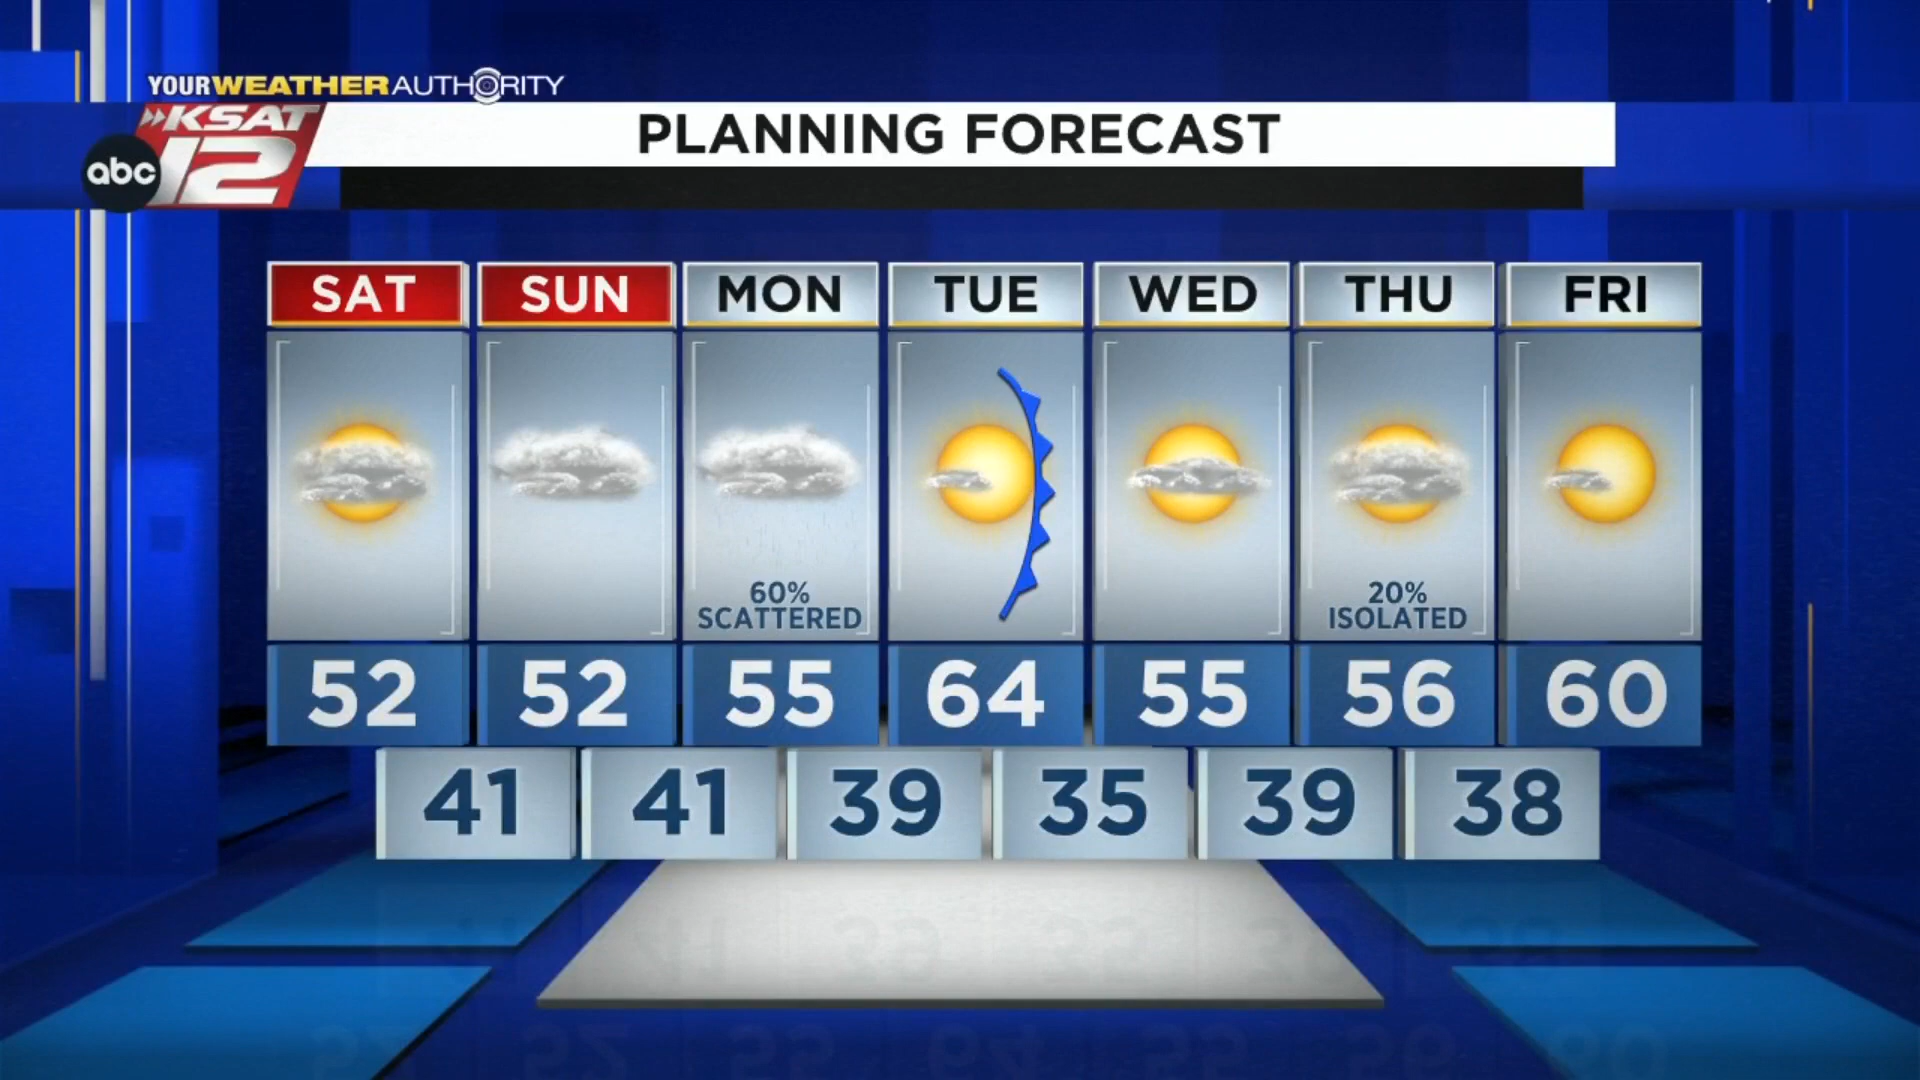 YOURWEATHERAUTHORITY
KSAT
abc 12
PLANNING FORECAST
SAT SUN MON TUE WED THU FRI
60% 20%
SCATTERED ISOLATED
52 52 55 64 55 56 60
41 41 39 35 39 38